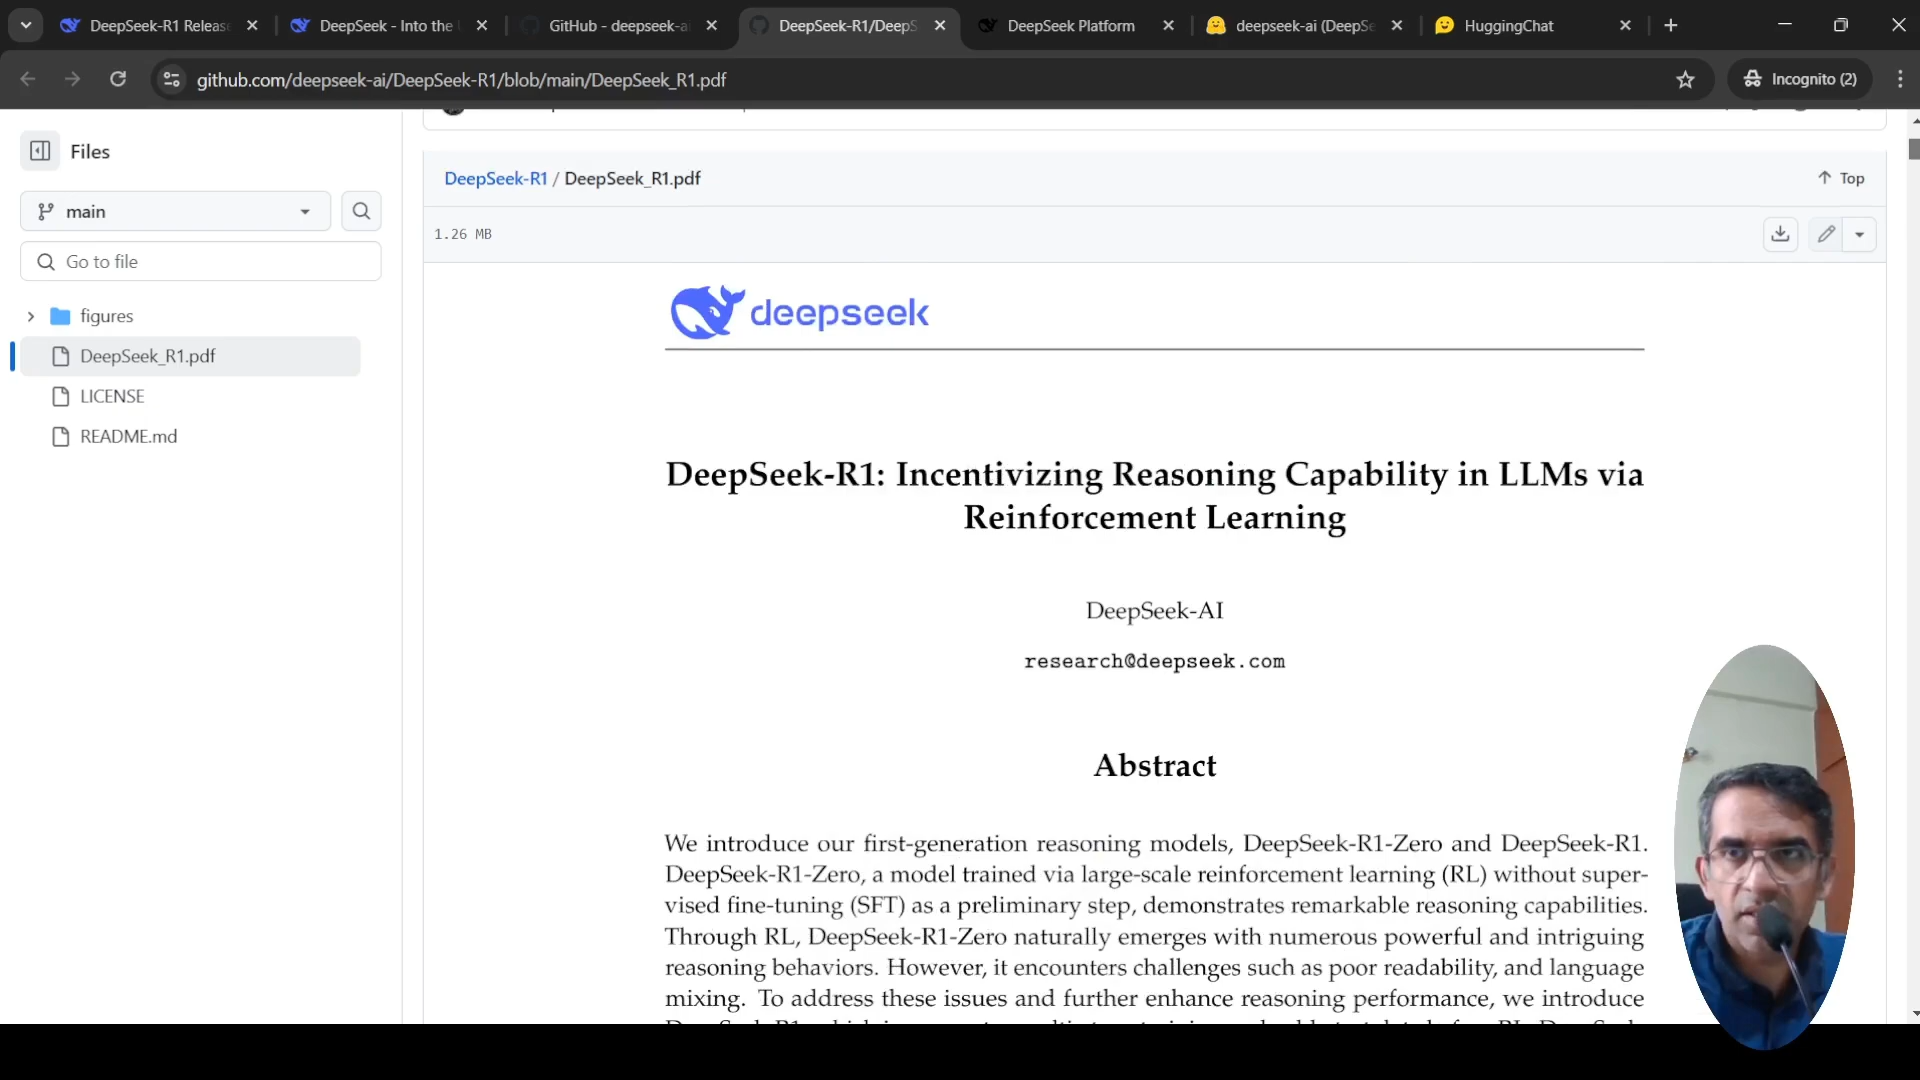 DeepSeek-R1 Release
DeepSeek - Into the
GitHub - deepseek-ai
DeepSeek-R1/DeepS
DeepSeek Platform
deepseek-ai (DeepSe
HuggingChat
github.com/deepseek-ai/DeepSeek-R1/blob/main/DeepSeek_R1.pdf
Incognito (2)
Files
main
Go to file
figures
DeepSeek_R1.pdf
LICENSE
README.md
DeepSeek-R1 / DeepSeek_R1.pdf
Top
1.26 MB
deepseek
DeepSeek-R1: Incentivizing Reasoning Capability in LLMs via
Reinforcement Learning
DeepSeek-AI
research@deepseek.com
Abstract
We introduce our first-generation reasoning models, DeepSeek-R1-Zero and DeepSeek-R1.
DeepSeek-R1-Zero, a model trained via large-scale reinforcement learning (RL) without super-
vised fine-tuning (SFT) as a preliminary step, demonstrates remarkable reasoning capabilities.
Through RL, DeepSeek-R1-Zero naturally emerges with numerous powerful and intriguing
reasoning behaviors. However, it encounters challenges such as poor readability, and language
mixing. To address these issues and further enhance reasoning performance, we introduce